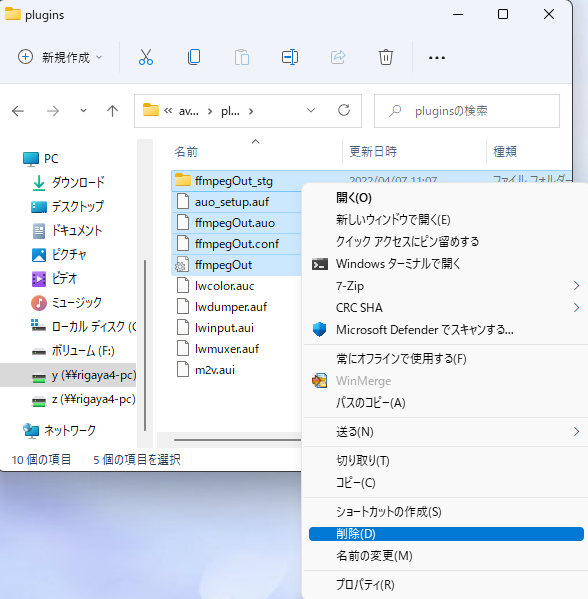 plugins
新規作成
av...
pl...
pluginsの検索
PC
ダウンロード
デスクトップ
ドキュメント
ピクチャ
ビデオ
ミュージック
ローカル ディスク (C
ボリューム (F:)
y (¥¥rigaya4-pc)
z (¥¥rigaya4-pc)
ネットワーク
名前 更新日時 種類
ffmpegOut_stg 2022/04/07 11:07 ファイル フォルダー
auo_setup.auf
ffmpegOut.auo
ffmpegOut.conf
ffmpegOut
lwcolor.auc
lwdumper.auf
lwinput.aui
lwmuxer.auf
m2v.aui
10 個の項目 5 個の項目を選択
開く(O)
新しいウィンドウで開く(E)
クイック アクセスにピン留めする
Windows ターミナルで開く
7-Zip
CRC SHA
Microsoft Defender でスキャンする...
常にオフラインで使用する(F)
WinMerge
パスのコピー(A)
送る(N)
切り取り(T)
コピー(C)
ショートカットの作成(S)
削除(D)
名前の変更(M)
プロパティ(R)